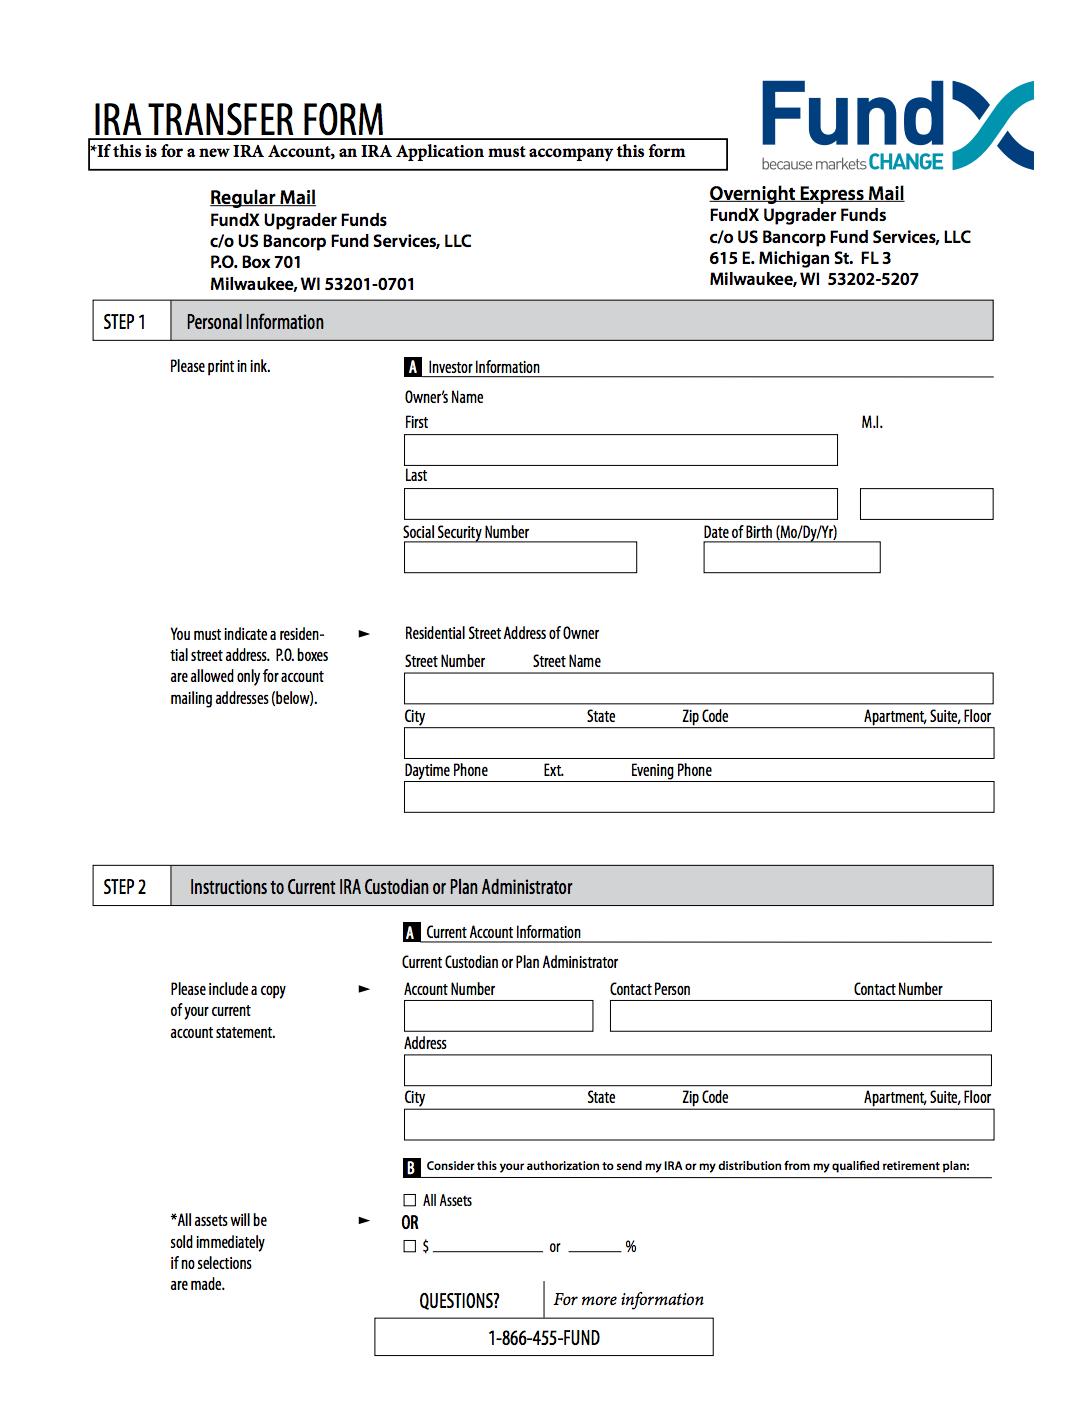 IRA TRANSFER FORM
*If this is for a new IRA Account, an IRA Application must accompany this form
FundX
because markets CHANGE
Regular Mail
FundX Upgrader Funds
c/o US Bancorp Fund Services, LLC
P.O. Box 701
Milwaukee, WI 53201-0701
Overnight Express Mail
FundX Upgrader Funds
c/o US Bancorp Fund Services, LLC
615 E. Michigan St.  FL 3
Milwaukee, WI  53202-5207
STEP 1 Personal Information
Please print in ink.
A Investor Information
Owner's Name
First M.I.
Last
Social Security Number Date of Birth (Mo/Dy/Yr)
You must indicate a residen-
tial street address.  P.O. boxes
are allowed only for account
mailing addresses (below).
► Residential Street Address of Owner
Street Number Street Name
City State Zip Code Apartment, Suite, Floor
Daytime Phone Ext. Evening Phone
STEP 2 Instructions to Current IRA Custodian or Plan Administrator
A Current Account Information
Current Custodian or Plan Administrator
Please include a copy
of your current
account statement.
► Account Number Contact Person Contact Number
Address
City State Zip Code Apartment, Suite, Floor
B Consider this your authorization to send my IRA or my distribution from my qualified retirement plan:
☐ All Assets
*All assets will be
sold immediately
if no selections
are made.
► OR
☐ $ __________ or _____ %
QUESTIONS? For more information
1-866-455-FUND